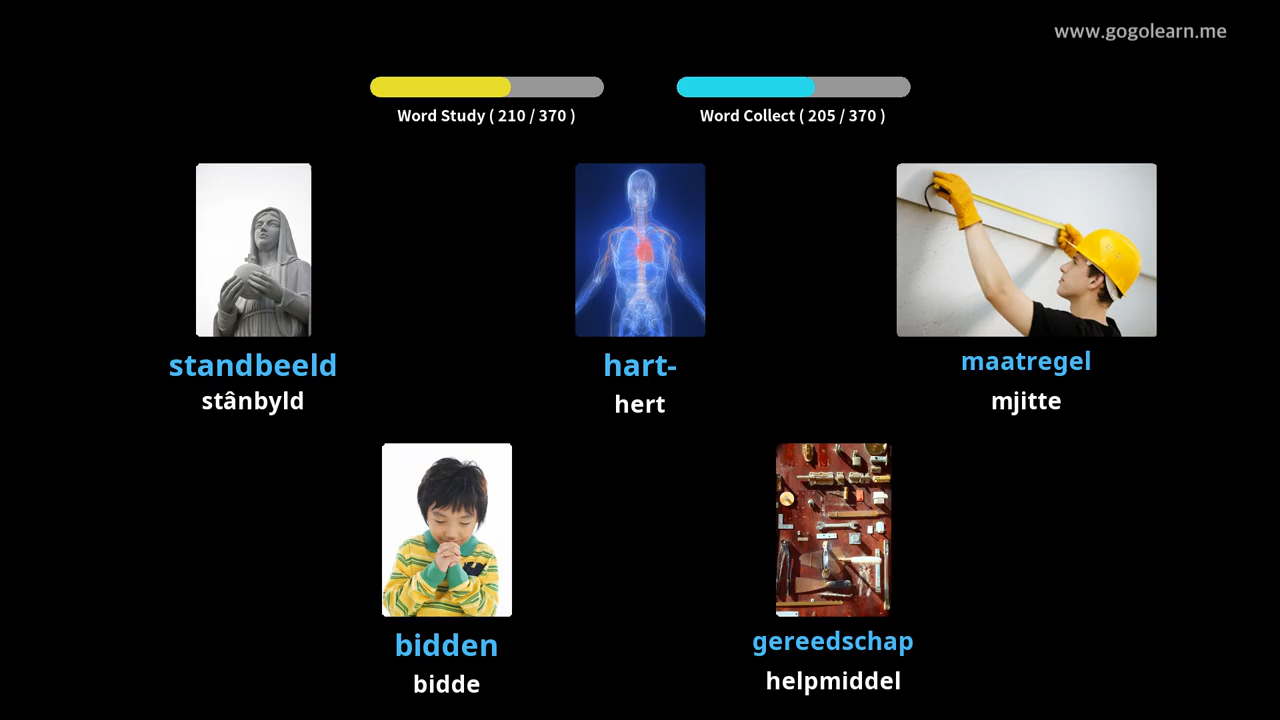 www.gogolearn.me
Word Study ( 210 / 370 )
Word Collect ( 205 / 370 )
standbeeld
stânbyld
hart-
hert
maatregel
mjitte
bidden
bidde
gereedschap
helpmiddel